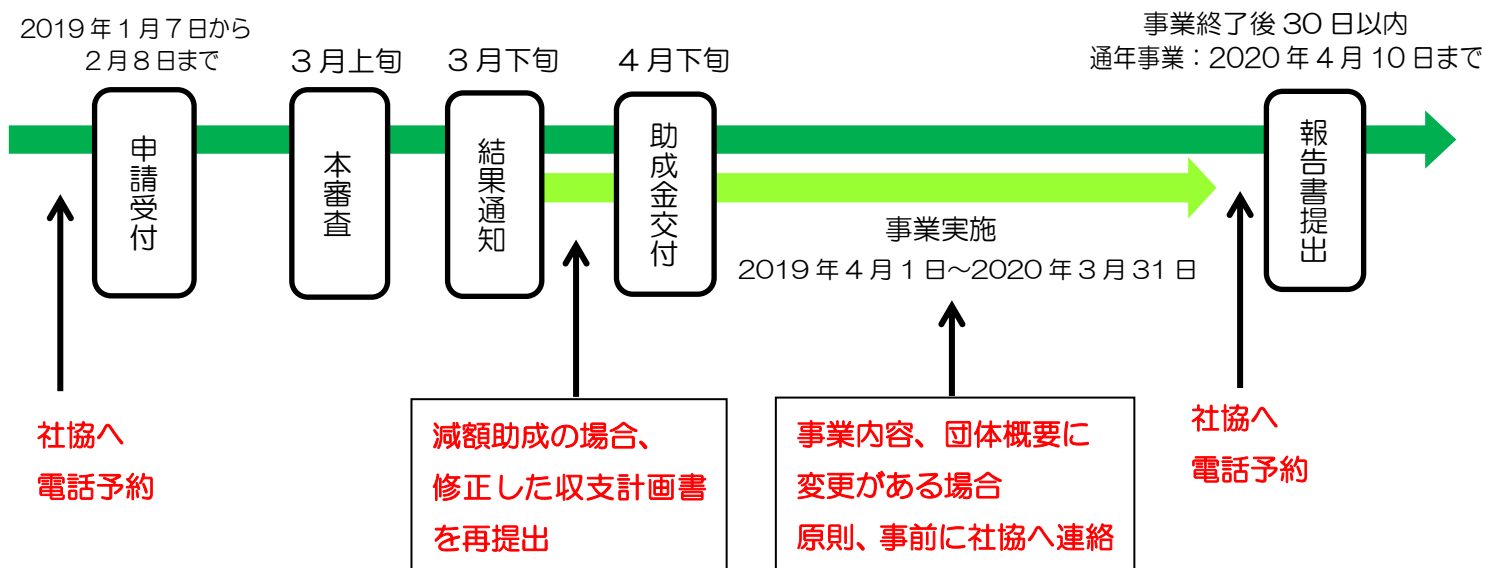 2019年1月7日から
2月8日まで
3月上旬
3月下旬
4月下旬
事業終了後30日以内
通年事業：2020年4月10日まで
申請受付
本審査
結果通知
助成金交付
報告書提出
事業実施
2019年4月1日～2020年3月31日
社協へ
電話予約
減額助成の場合、
修正した収支計画書
を再提出
事業内容、団体概要に
変更がある場合
原則、事前に社協へ連絡
社協へ
電話予約